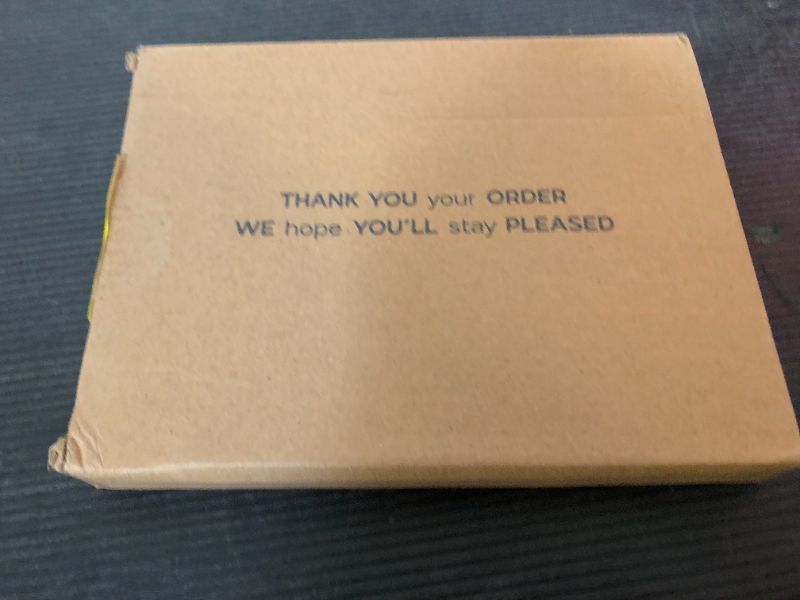 THANK YOU your ORDER
WE hope YOU'LL stay PLEASED